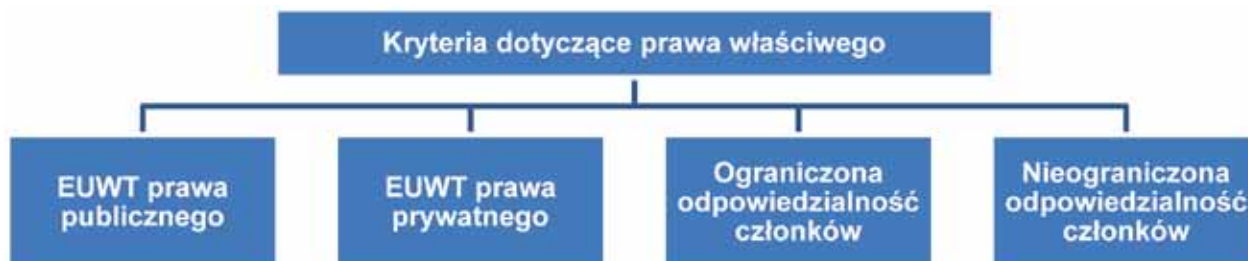 Kryteria dotyczące prawa właściwego
EUWT prawa
publicznego
EUWT prawa
prywatnego
Ograniczona
odpowiedzialność
członków
Nieograniczona
odpowiedzialność
członków